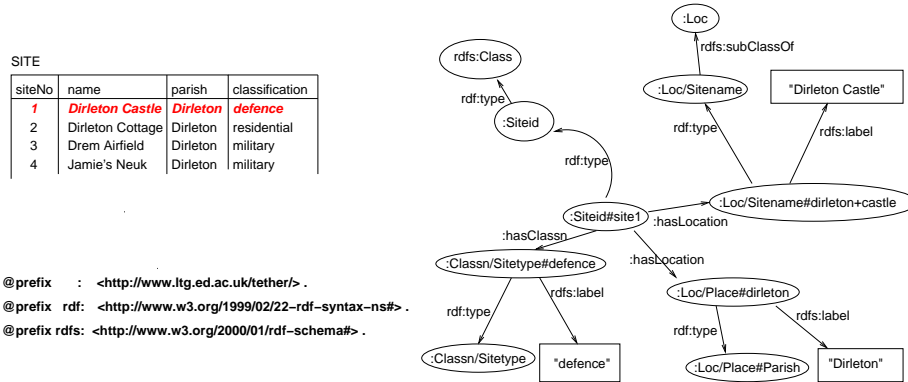 SITE
siteNo name parish classification
1 Dirleton Castle Dirleton defence
2 Dirleton Cottage Dirleton residential
3 Drem Airfield Dirleton military
4 Jamie's Neuk Dirleton military
@prefix : <http://www.ltg.ed.ac.uk/tether/> .
@prefix rdf: <http://www.w3.org/1999/02/22−rdf−syntax−ns#> .
@prefix rdfs: <http://www.w3.org/2000/01/rdf−schema#> .
:Loc
rdfs:subClassOf
rdfs:Class
rdf:type
:Siteid
rdf:type
:Loc/Sitename
"Dirleton Castle"
rdf:type
rdfs:label
:Siteid#site1
:hasLocation
:Loc/Sitename#dirleton+castle
:hasClassn
:hasLocation
:Classn/Sitetype#defence
rdf:type
rdfs:label
:Classn/Sitetype
"defence"
:Loc/Place#dirleton
rdf:type
rdfs:label
:Loc/Place#Parish
"Dirleton"